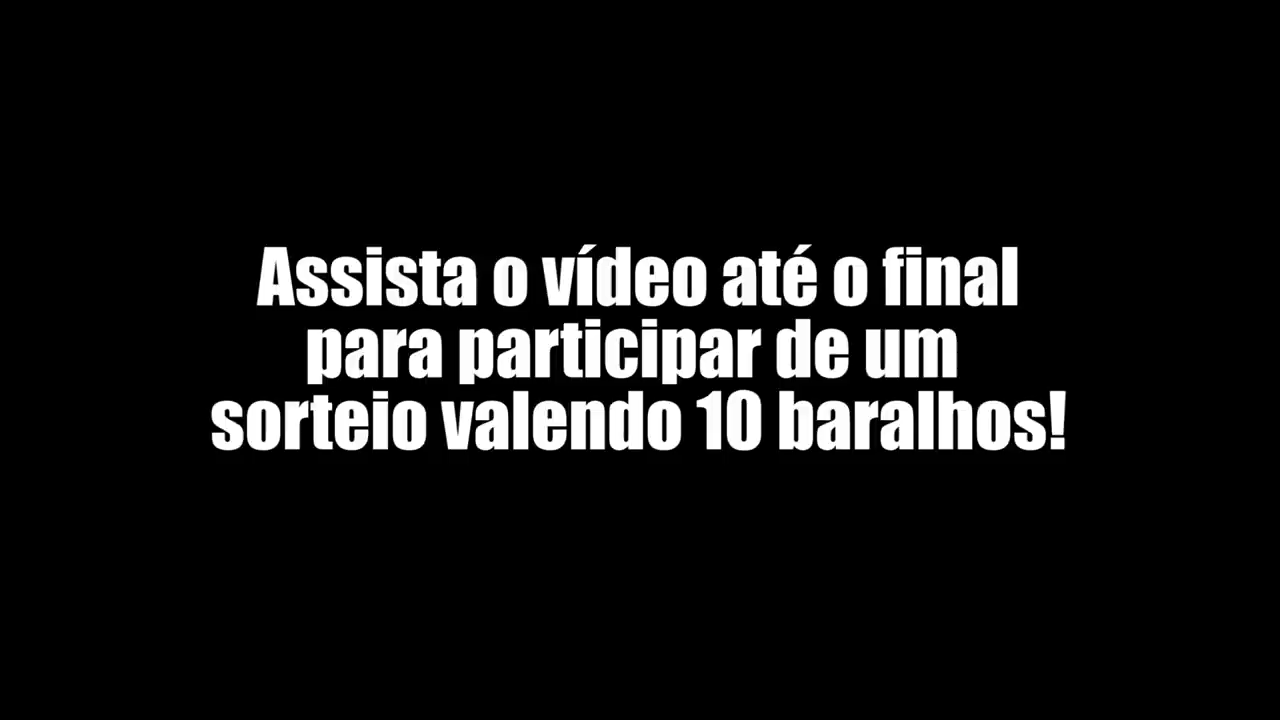 Assista o vídeo até o final
para participar de um
sorteio valendo 10 baralhos!